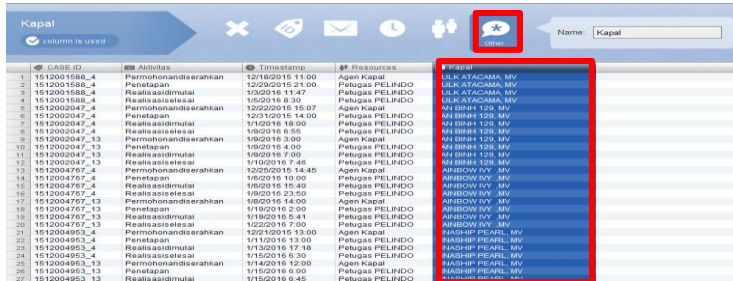 Kapal
column is used
Other
Name: Kapal
CASE ID Aktivitas Timestamp Resources Kapal
1 1512001588_4 Permohonandiserahkan 12/18/2015 11:00 Agen Kapal ULK ATACAMA, MV
2 1512001588_4 Penetapan 12/29/2015 21:00 Petugas PELINDO ULK ATACAMA, MV
3 1512001588_4 Realisasidimulai 1/3/2016 11:47 Petugas PELINDO ULK ATACAMA, MV
4 1512001588_4 Realisasiselesai 1/5/2016 8:30 Petugas PELINDO ULK ATACAMA, MV
5 1512002047_4 Permohonandiserahkan 12/22/2015 15:07 Agen Kapal AN BINH 129, MV
6 1512002047_4 Penetapan 12/31/2015 14:00 Petugas PELINDO AN BINH 129, MV
7 1512002047_4 Realisasidimulai 1/1/2016 18:00 Petugas PELINDO AN BINH 129, MV
8 1512002047_4 Realisasiselesai 1/9/2016 6:55 Petugas PELINDO AN BINH 129, MV
9 1512002047_13 Permohonandiserahkan 1/9/2016 3:00 Agen Kapal AN BINH 129, MV
10 1512002047_13 Penetapan 1/9/2016 4:00 Petugas PELINDO AN BINH 129, MV
11 1512002047_13 Realisasidimulai 1/9/2016 7:00 Petugas PELINDO AN BINH 129, MV
12 1512002047_13 Realisasiselesai 1/10/2016 7:46 Petugas PELINDO AN BINH 129, MV
13 1512004767_4 Permohonandiserahkan 12/25/2015 14:45 Agen Kapal AINBOW IVY ,MV
14 1512004767_4 Penetapan 1/6/2016 10:00 Petugas PELINDO AINBOW IVY ,MV
15 1512004767_4 Realisasidimulai 1/6/2016 15:40 Petugas PELINDO AINBOW IVY ,MV
16 1512004767_4 Realisasiselesai 1/9/2016 23:50 Petugas PELINDO AINBOW IVY ,MV
17 1512004767_13 Permohonandiserahkan 1/8/2016 14:00 Agen Kapal AINBOW IVY ,MV
18 1512004767_13 Penetapan 1/19/2016 2:00 Petugas PELINDO AINBOW IVY ,MV
19 1512004767_13 Realisasidimulai 1/19/2016 5:41 Petugas PELINDO AINBOW IVY ,MV
20 1512004767_13 Realisasiselesai 1/22/2016 7:00 Petugas PELINDO AINBOW IVY ,MV
21 1512004953_4 Permohonandiserahkan 12/21/2015 13:00 Agen Kapal INASHIP PEARL, MV
22 1512004953_4 Penetapan 1/11/2016 13:00 Petugas PELINDO INASHIP PEARL, MV
23 1512004953_4 Realisasidimulai 1/13/2016 17:18 Petugas PELINDO INASHIP PEARL, MV
24 1512004953_4 Realisasiselesai 1/15/2016 6:30 Petugas PELINDO INASHIP PEARL, MV
25 1512004953_13 Permohonandiserahkan 1/14/2016 12:00 Agen Kapal INASHIP PEARL, MV
26 1512004953_13 Penetapan 1/15/2016 6:00 Petugas PELINDO INASHIP PEARL, MV
27 1512004953_13 Realisasidimulai 1/15/2016 6:45 Petugas PELINDO INASHIP PEARL, MV